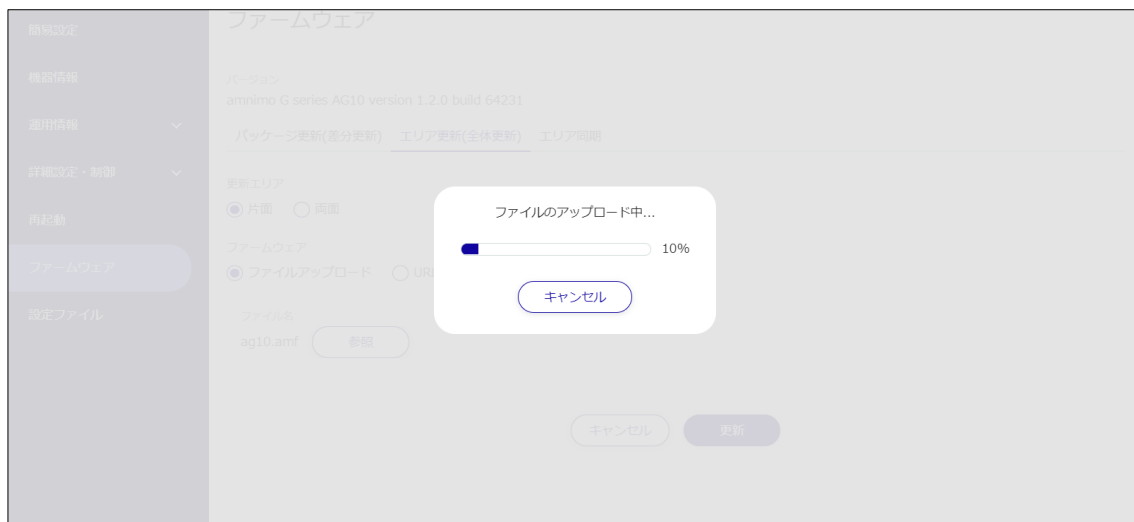 簡易設定
機器情報
運用情報
詳細設定・制御
再起動
ファームウェア
設定ファイル
ファームウェア
バージョン
amnimo G series AG10 version 1.2.0 build 64231
パッケージ更新(差分更新) エリア更新(全体更新) エリア同期
更新エリア
片面 両面
ファームウェア
ファイルアップロード URL
ファイル名
ag10.amf 参照
キャンセル 更新
ファイルのアップロード中...
10%
キャンセル